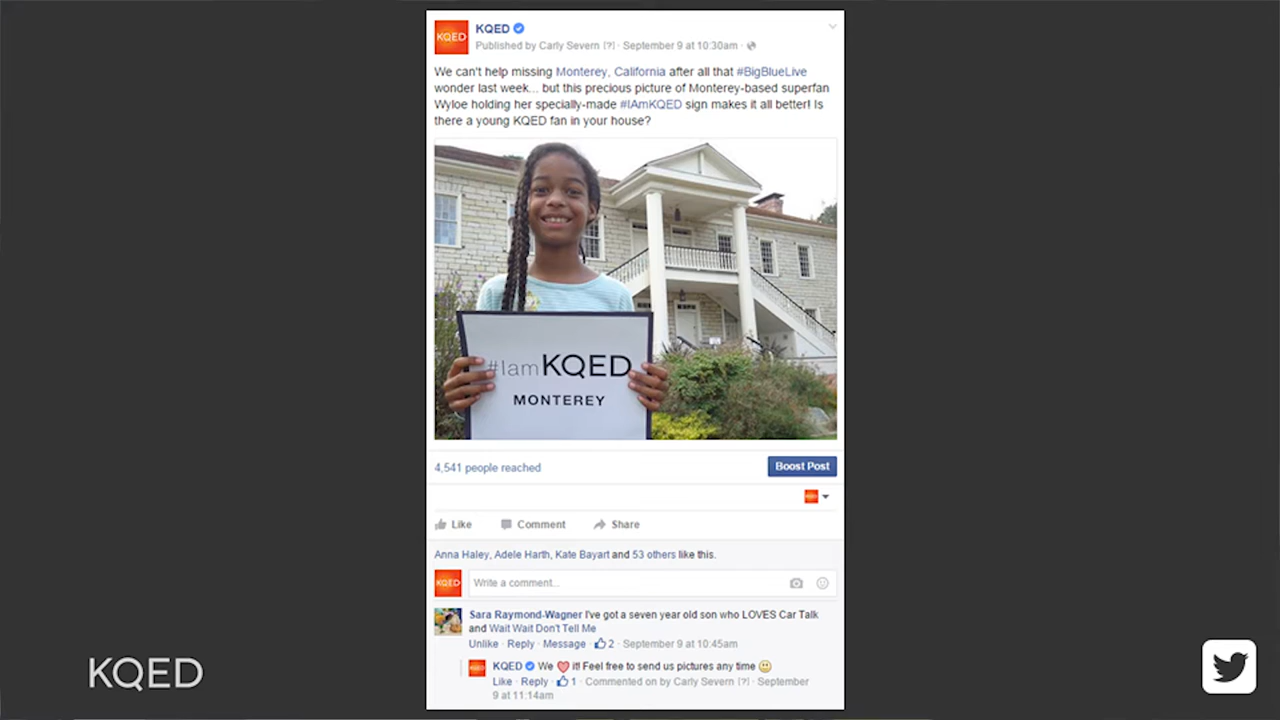 KQED
KQED
Published by Carly Severn [?] · September 9 at 10:30am ·
We can't help missing Monterey, California after all that #BigBlueLive
wonder last week... but this precious picture of Monterey-based superfan
Wyloe holding her specially-made #IAmKQED sign makes it all better! Is
there a young KQED fan in your house?
#IamKQED
MONTEREY
4,541 people reached
Boost Post
Like Comment Share
Anna Haley, Adele Harth, Kate Bayart and 53 others like this.
KQED
Write a comment...
Sara Raymond-Wagner I've got a seven year old son who LOVES Car Talk
and Wait Wait Don't Tell Me
Unlike · Reply · Message · 2 · September 9 at 10:45am
KQED We ❤ it! Feel free to send us pictures any time 🙂
Like · Reply · 1 · Commented on by Carly Severn [?] · September
9 at 11:14am
KQED